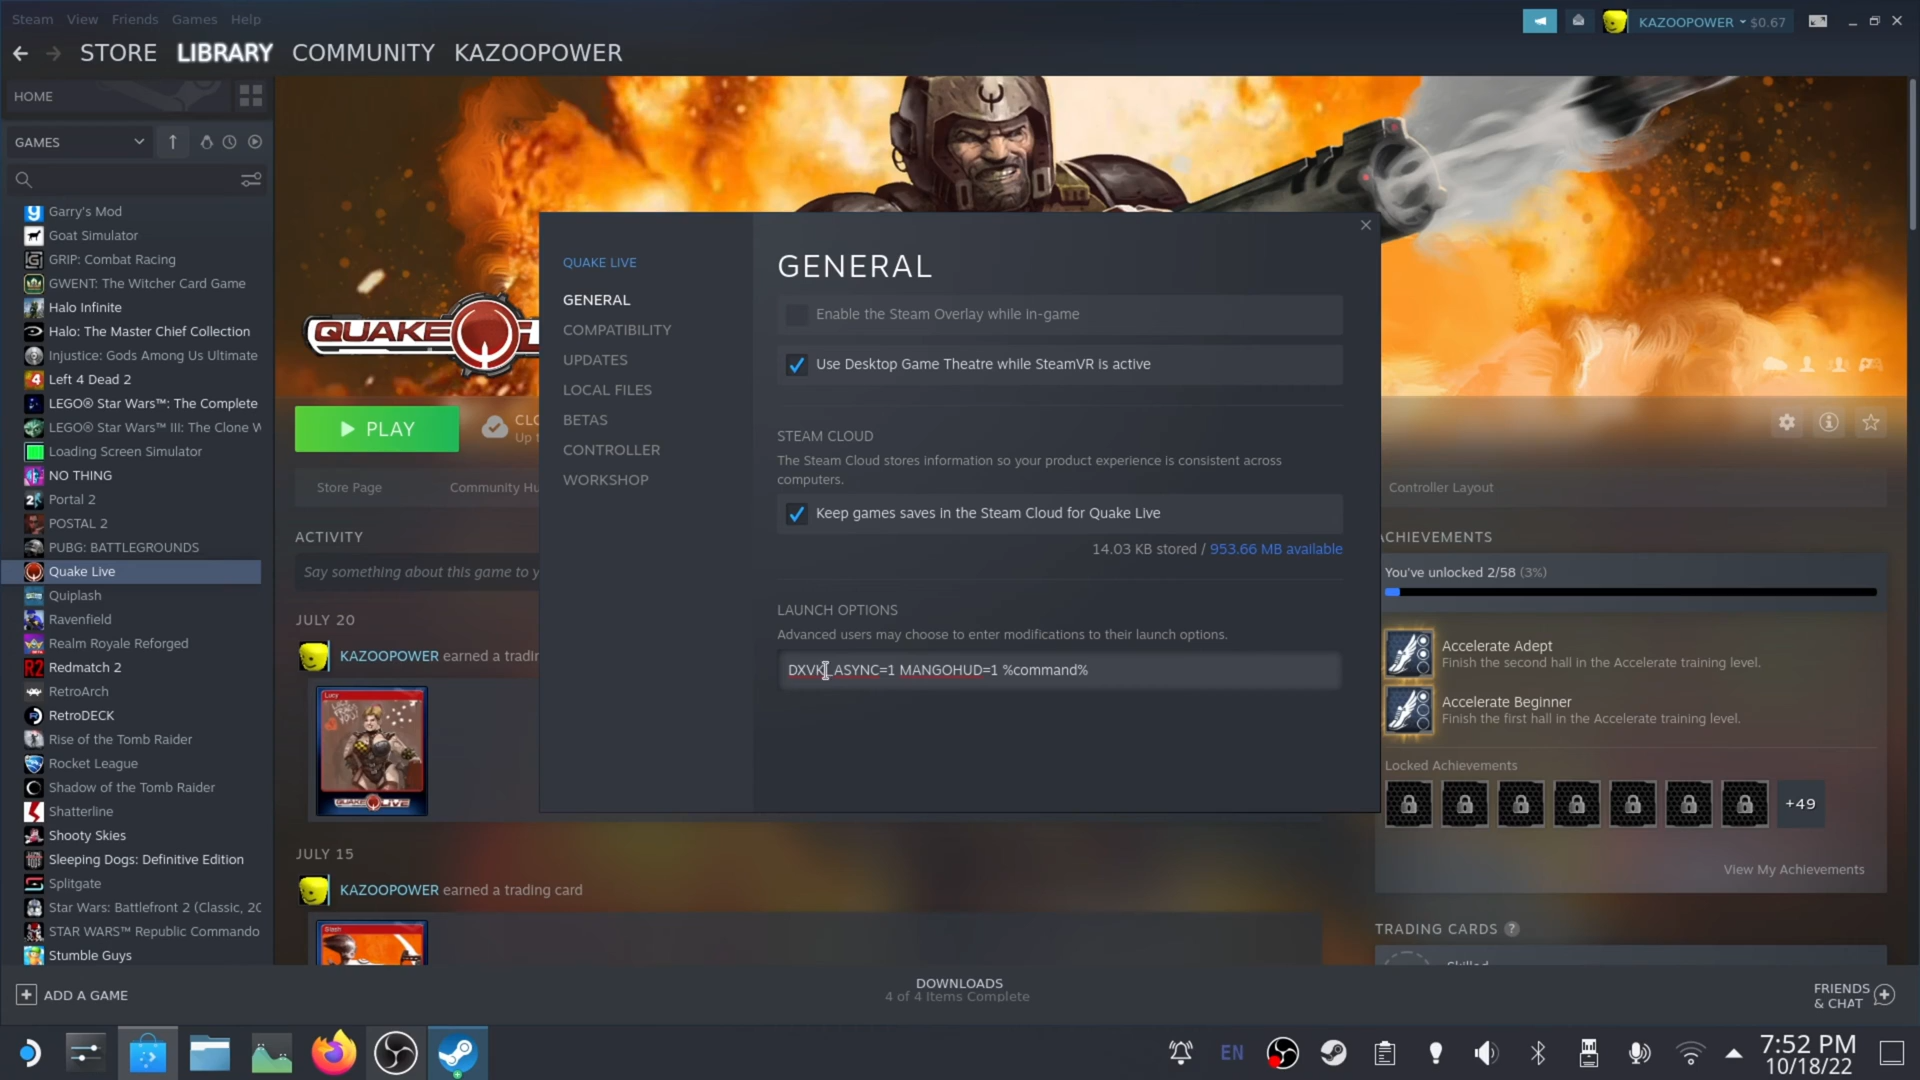 Steam View Friends Games Help
KAZOOPOWER $0.67
STORE LIBRARY COMMUNITY KAZOOPOWER
HOME
GAMES
Garry's Mod
Goat Simulator
GRIP: Combat Racing
GWENT: The Witcher Card Game
Halo Infinite
Halo: The Master Chief Collection
Injustice: Gods Among Us Ultimate
Left 4 Dead 2
LEGO® Star Wars™: The Complete
LEGO® Star Wars™ III: The Clone W
Loading Screen Simulator
NO THING
Portal 2
POSTAL 2
PUBG: BATTLEGROUNDS
Quake Live
Quiplash
Ravenfield
Realm Royale Reforged
Redmatch 2
RetroArch
RetroDECK
Rise of the Tomb Raider
Rocket League
Shadow of the Tomb Raider
Shatterline
Shooty Skies
Sleeping Dogs: Definitive Edition
Splitgate
Star Wars: Battlefront 2 (Classic, 20
STAR WARS™ Republic Commando
Stumble Guys
QUAKE
PLAY
CLO
Up t
Store Page
Community Hu
ACTIVITY
Say something about this game to y
JULY 20
KAZOOPOWER earned a tradin
Lucy
QUAKE LIVE
JULY 15
KAZOOPOWER earned a trading card
QUAKE LIVE
GENERAL
COMPATIBILITY
UPDATES
LOCAL FILES
BETAS
CONTROLLER
WORKSHOP
GENERAL
Enable the Steam Overlay while in-game
Use Desktop Game Theatre while SteamVR is active
STEAM CLOUD
The Steam Cloud stores information so your product experience is consistent across
computers.
Keep games saves in the Steam Cloud for Quake Live
14.03 KB stored / 953.66 MB available
LAUNCH OPTIONS
Advanced users may choose to enter modifications to their launch options.
DXVK_ASYNC=1 MANGOHUD=1 %command%
Controller Layout
ACHIEVEMENTS
You've unlocked 2/58 (3%)
Accelerate Adept
Finish the second hall in the Accelerate training level.
Accelerate Beginner
Finish the first hall in the Accelerate training level.
Locked Achievements
+49
View My Achievements
TRADING CARDS ?
ADD A GAME
DOWNLOADS
4 of 4 Items Complete
FRIENDS
& CHAT
EN
7:52 PM
10/18/22